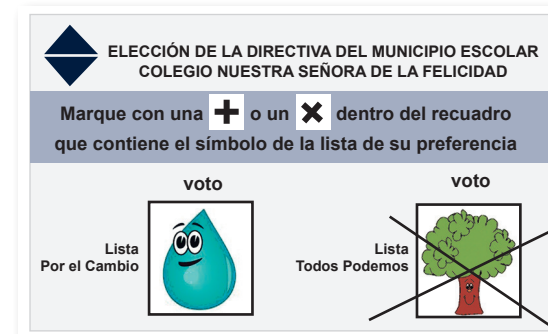 ELECCIÓN DE LA DIRECTIVA DEL MUNICIPIO ESCOLAR
COLEGIO NUESTRA SEÑORA DE LA FELICIDAD
Marque con una + o un × dentro del recuadro
que contiene el símbolo de la lista de su preferencia
voto
Lista
Por el Cambio
voto
Lista
Todos Podemos